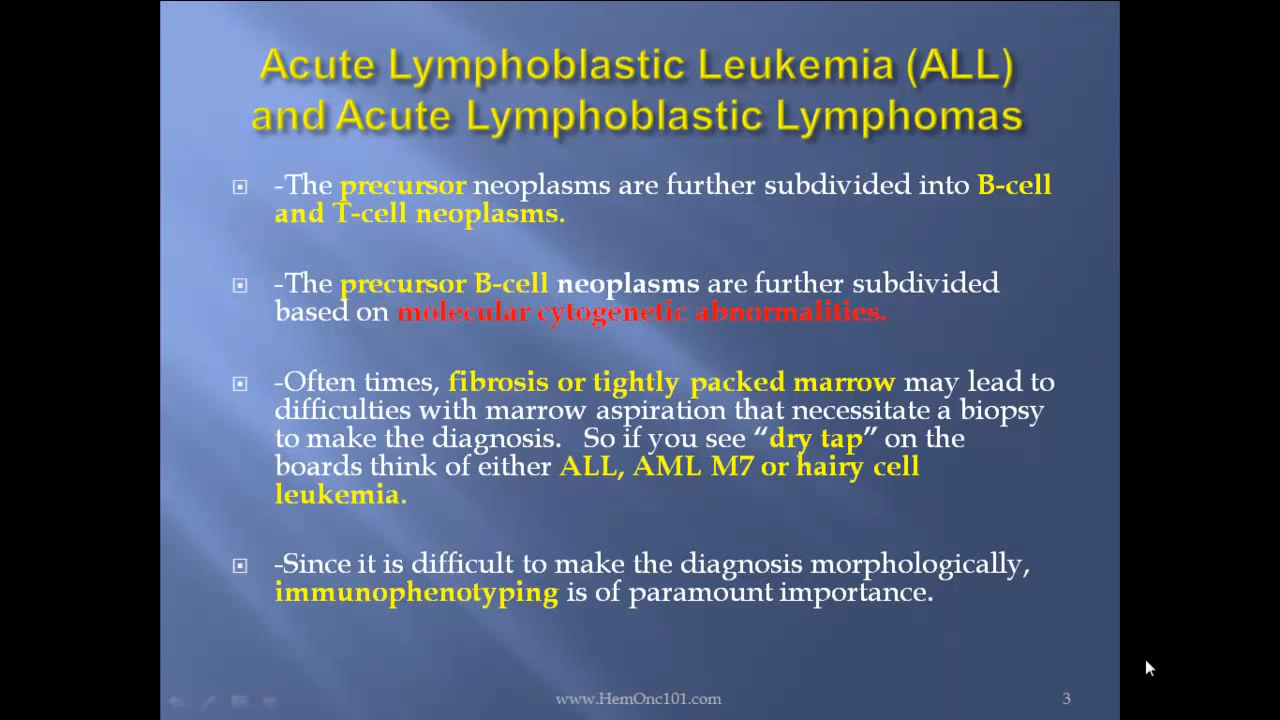 Acute Lymphoblastic Leukemia (ALL)
and Acute Lymphoblastic Lymphomas
-The precursor neoplasms are further subdivided into B-cell
and T-cell neoplasms.
-The precursor B-cell neoplasms are further subdivided
based on molecular cytogenetic abnormalities.
-Often times, fibrosis or tightly packed marrow may lead to
difficulties with marrow aspiration that necessitate a biopsy
to make the diagnosis. So if you see “dry tap” on the
boards think of either ALL, AML M7 or hairy cell
leukemia.
-Since it is difficult to make the diagnosis morphologically,
immunophenotyping is of paramount importance.
www.HemOnc101.com
3